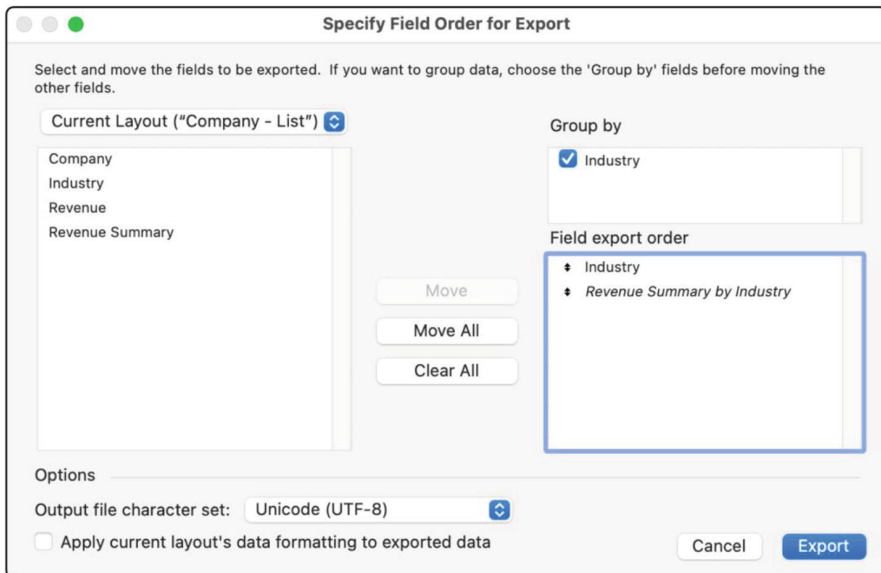 Specify Field Order for Export
Select and move the fields to be exported.  If you want to group data, choose the 'Group by' fields before moving the
other fields.
Current Layout (“Company - List”)
Company
Industry
Revenue
Revenue Summary
Move
Move All
Clear All
Group by
Industry
Field export order
Industry
Revenue Summary by Industry
Options
Output file character set: Unicode (UTF-8)
Apply current layout's data formatting to exported data
Cancel
Export